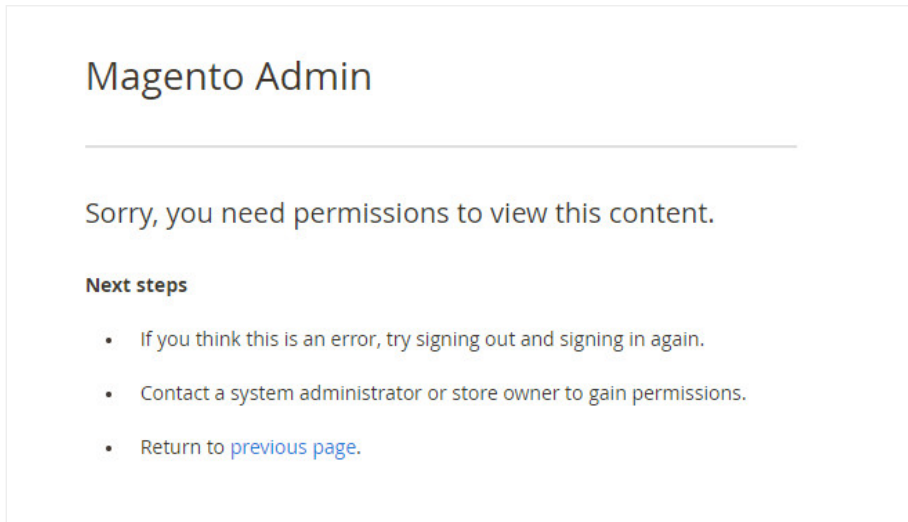 Magento Admin
Sorry, you need permissions to view this content.
Next steps
• If you think this is an error, try signing out and signing in again.
• Contact a system administrator or store owner to gain permissions.
• Return to previous page.